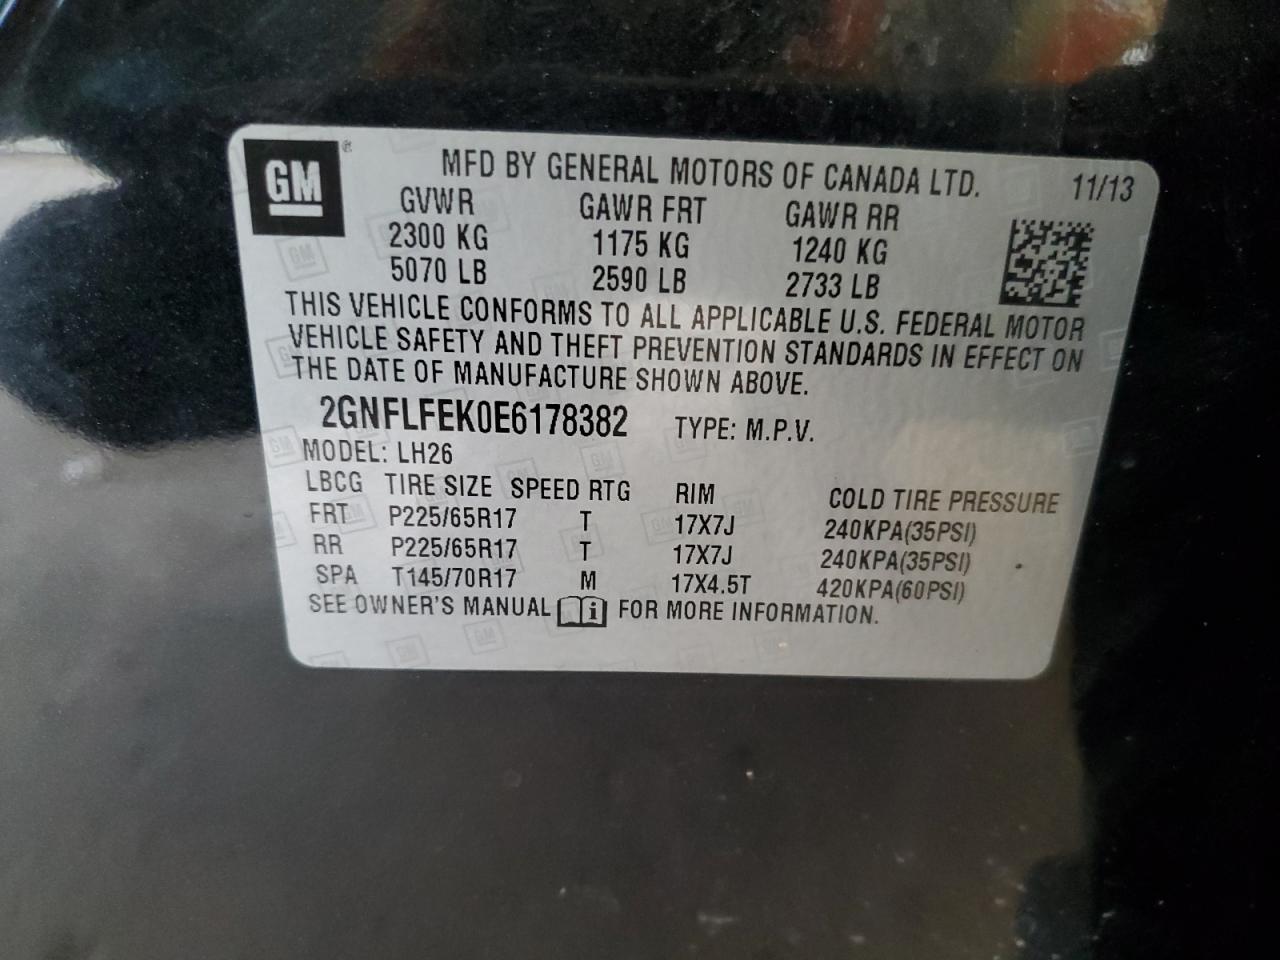 GM ®
MFD BY GENERAL MOTORS OF CANADA LTD. 11/13
GVWR GAWR FRT GAWR RR
2300 KG 1175 KG 1240 KG
5070 LB 2590 LB 2733 LB
THIS VEHICLE CONFORMS TO ALL APPLICABLE U.S. FEDERAL MOTOR
VEHICLE SAFETY AND THEFT PREVENTION STANDARDS IN EFFECT ON
THE DATE OF MANUFACTURE SHOWN ABOVE.
2GNFLFEK0E6178382 TYPE: M.P.V.
MODEL: LH26
LBCG TIRE SIZE SPEED RTG RIM COLD TIRE PRESSURE
FRT P225/65R17 T 17X7J 240KPA(35PSI)
RR P225/65R17 T 17X7J 240KPA(35PSI)
SPA T145/70R17 M 17X4.5T 420KPA(60PSI)
SEE OWNER'S MANUAL i FOR MORE INFORMATION.